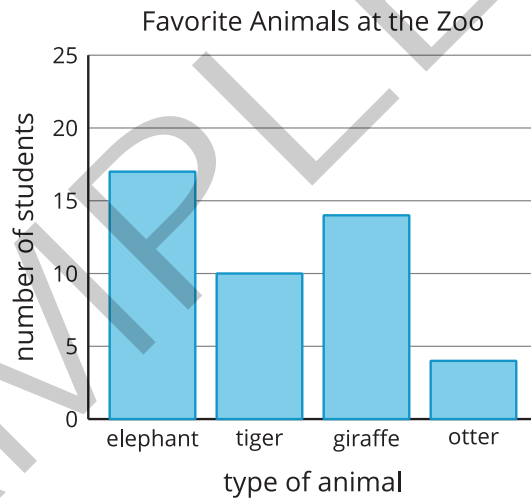 Favorite Animals at the Zoo
25
20
15
10
5
0
number of students
elephant tiger giraffe otter
type of animal